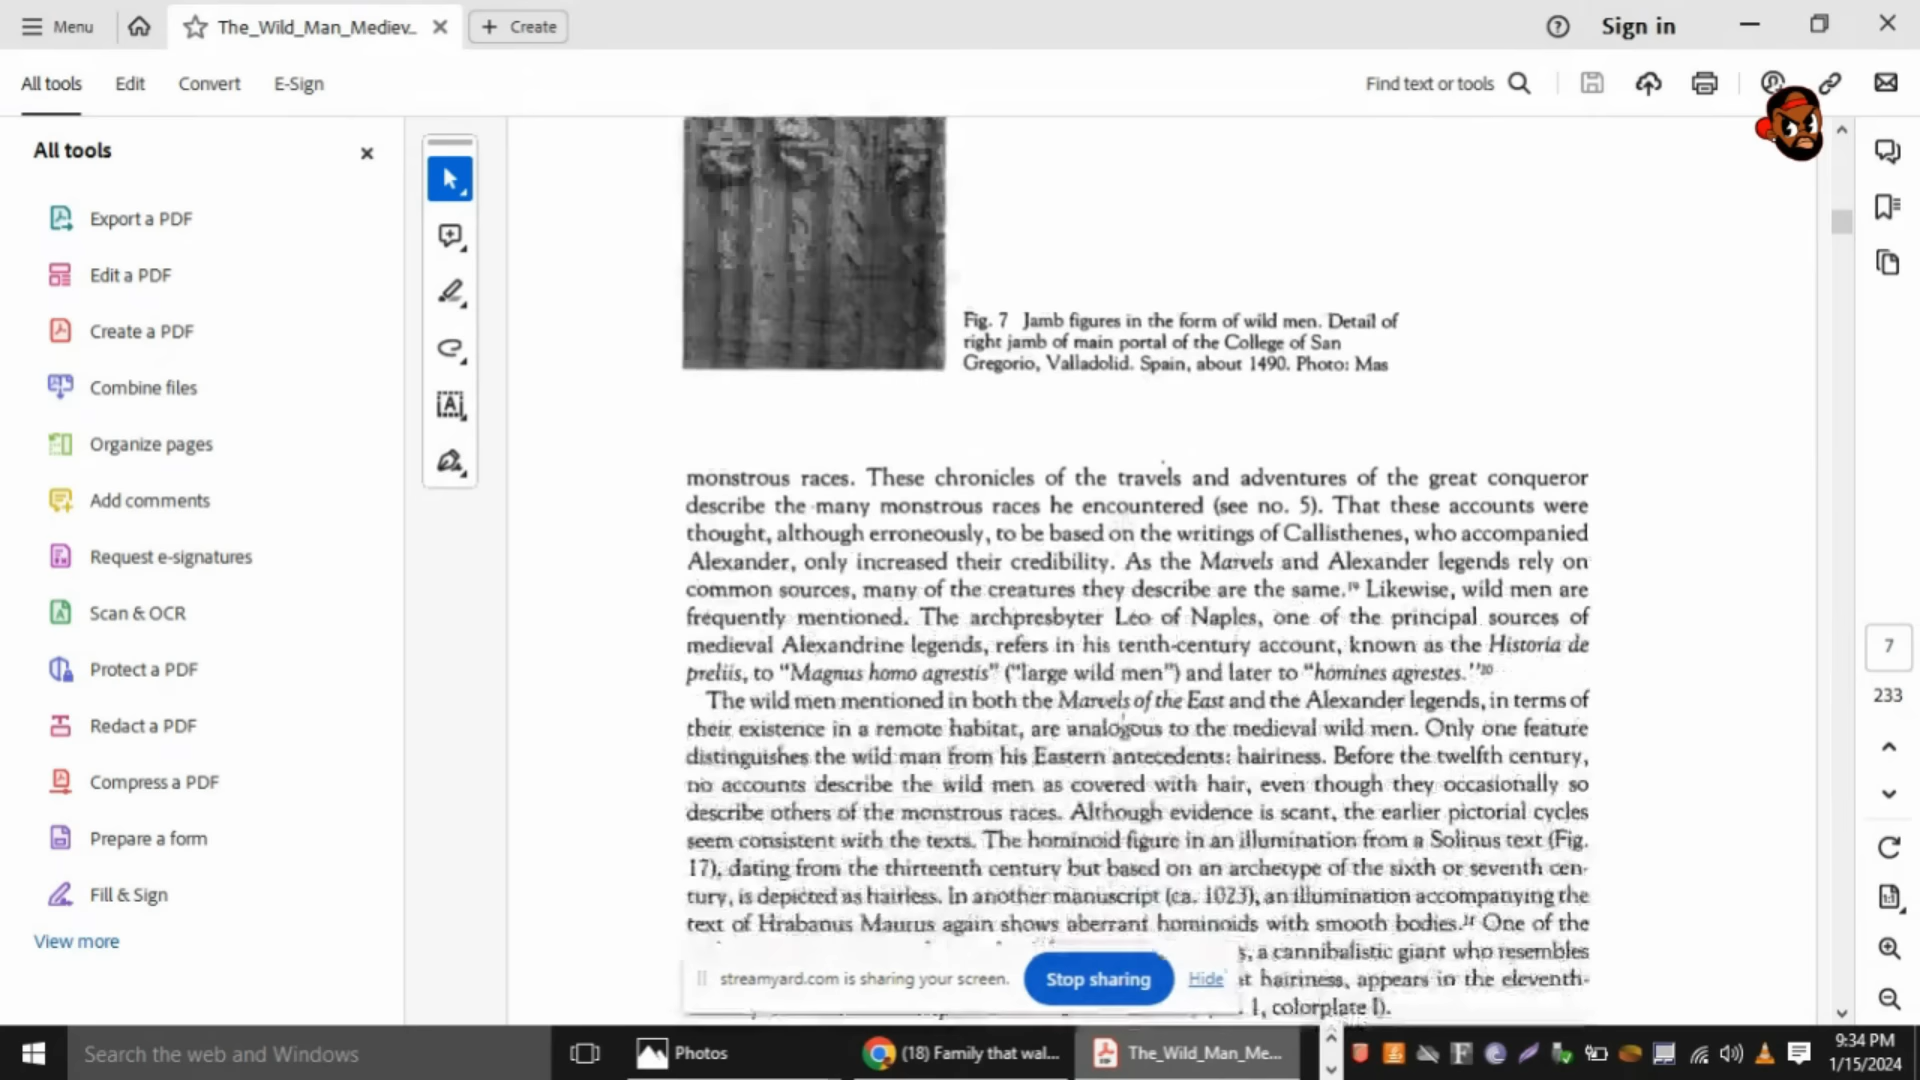 Menu
The_Wild_Man_Mediev..
Create
Sign in
All tools
Edit
Convert
E-Sign
Find text or tools
All tools
Export a PDF
Edit a PDF
Create a PDF
Combine files
Organize pages
Add comments
Request e-signatures
Scan & OCR
Protect a PDF
Redact a PDF
Compress a PDF
Prepare a form
Fill & Sign
View more
Fig. 7 Jamb figures in the form of wild men. Detail of
right jamb of main portal of the College of San
Gregorio, Valladolid. Spain, about 1490. Photo: Mas
monstrous races. These chronicles of the travels and adventures of the great conqueror
describe the many monstrous races he encountered (see no. 5). That these accounts were
thought, although erroneously, to be based on the writings of Callisthenes, who accompanied
Alexander, only increased their credibility. As the Marvels and Alexander legends rely on
common sources, many of the creatures they describe are the same.¹⁹ Likewise, wild men are
frequently mentioned. The archpresbyter Leo of Naples, one of the principal sources of
medieval Alexandrine legends, refers in his tenth-century account, known as the Historia de
preliis, to "Magnus homo agrestis" ("large wild men") and later to "homines agrestes."²⁰
The wild men mentioned in both the Marvels of the East and the Alexander legends, in terms of
their existence in a remote habitat, are analogous to the medieval wild men. Only one feature
distinguishes the wild man from his Eastern antecedents: hairiness. Before the twelfth century,
no accounts describe the wild men as covered with hair, even though they occasionally so
describe others of the monstrous races. Although evidence is scant, the earlier pictorial cycles
seem consistent with the texts. The hominoid figure in an illumination from a Solinus text (Fig.
17), dating from the thirteenth century but based on an archetype of the sixth or seventh cen-
tury, is depicted as hairless. In another manuscript (ca. 1023), an illumination accompanying the
text of Hrabanus Maurus again shows aberrant hominoids with smooth bodies.²¹ One of the
s, a cannibalistic giant who resembles
at hairiness, appears in the eleventh-
. 1, colorplate I).
streamyard.com is sharing your screen.
Stop sharing
Hide
7
233
Search the web and Windows
Photos
(18) Family that wal...
The_Wild_Man_Me...
9:34 PM
1/15/2024